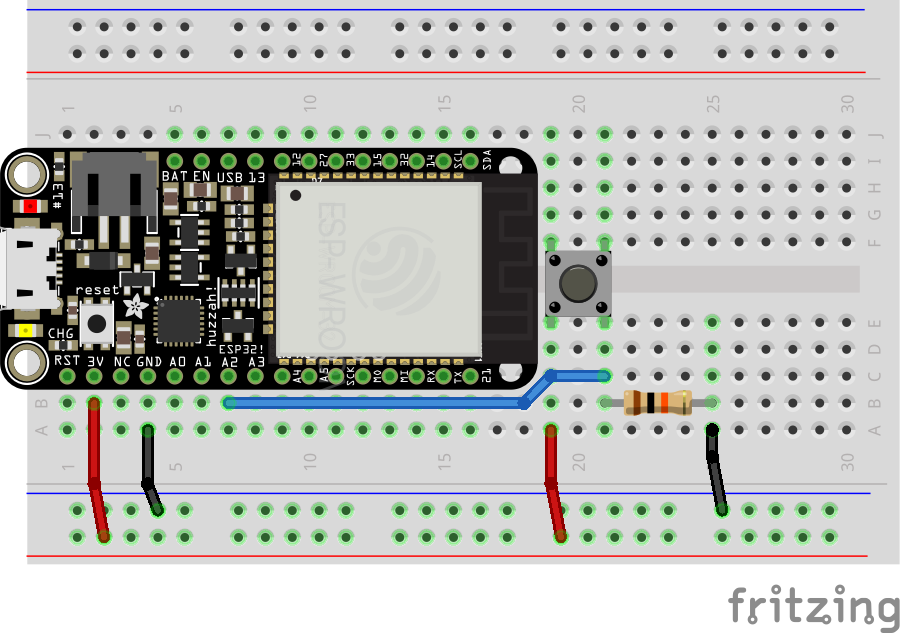 1 5 10 15 20 25 30
J J
I
H
G
F
BAT EN USB 13 12 27 33 15 32 14 SCL SDA
#13
ESP-WROO
reset
huzzah!
ESP32!
CHG
RST 3V NC GND A0 A1 A2 A3 A4 A5 SCK MO MI RX TX 21
E
D
C
B B
A A
1 5 10 15 20 25 30
fritzing